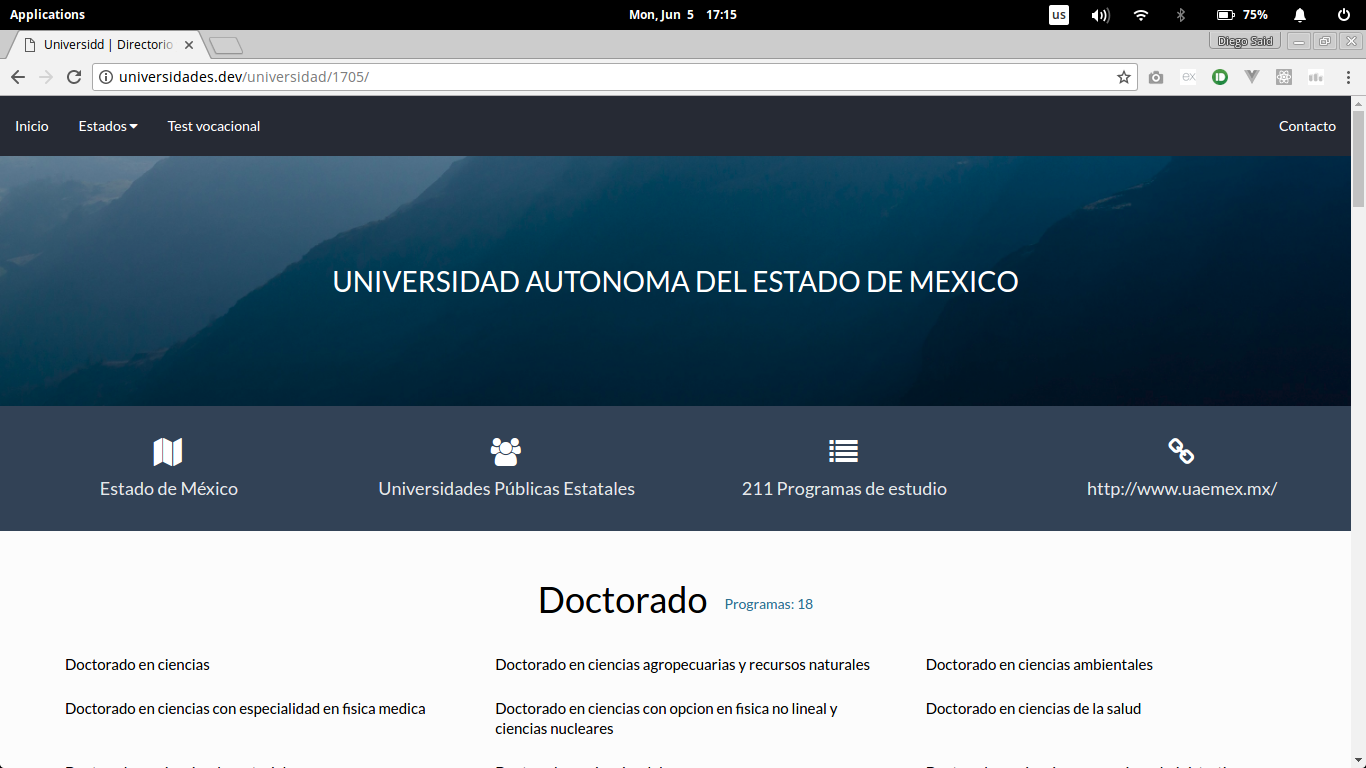 Applications
Mon, Jun 5 17:15
us
75%
Universidd | Directorio
Diego Said
universidades.dev/universidad/1705/
Inicio
Estados
Test vocacional
Contacto
UNIVERSIDAD AUTONOMA DEL ESTADO DE MEXICO
Estado de México
Universidades Públicas Estatales
211 Programas de estudio
http://www.uaemex.mx/
Doctorado Programas: 18
Doctorado en ciencias
Doctorado en ciencias agropecuarias y recursos naturales
Doctorado en ciencias ambientales
Doctorado en ciencias con especialidad en fisica medica
Doctorado en ciencias con opcion en fisica no lineal y
ciencias nucleares
Doctorado en ciencias de la salud